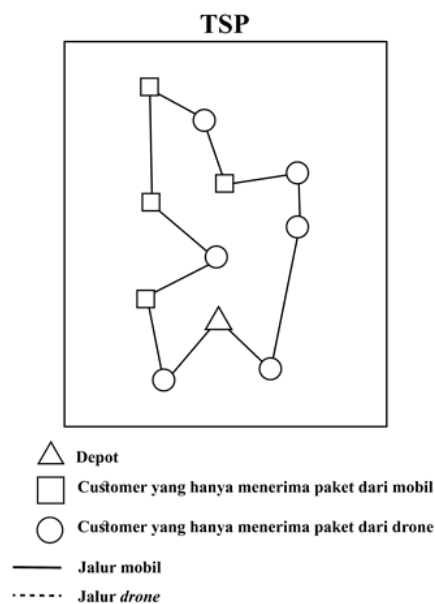 TSP
Depot
Customer yang hanya menerima paket dari mobil
Customer yang hanya menerima paket dari drone
Jalur mobil
Jalur drone